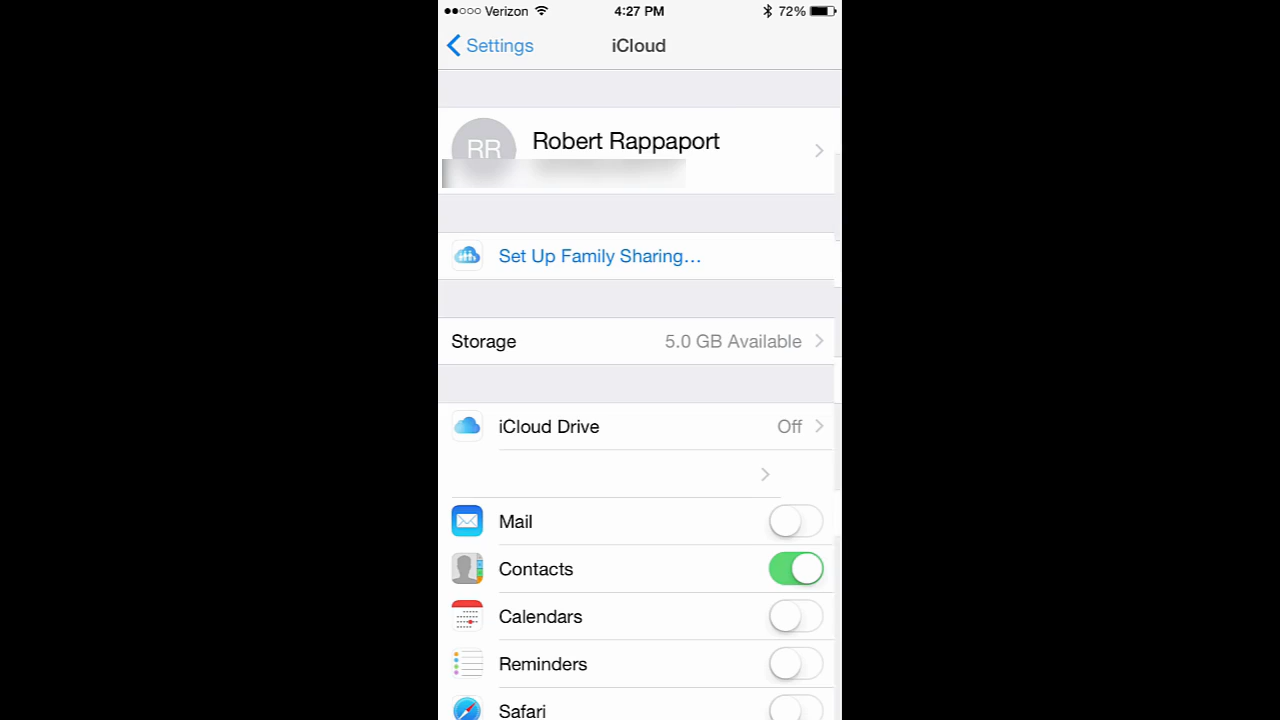 Verizon 4:27 PM 72%
Settings iCloud
RR Robert Rappaport
Set Up Family Sharing...
Storage 5.0 GB Available
iCloud Drive Off
Mail
Contacts
Calendars
Reminders
Safari